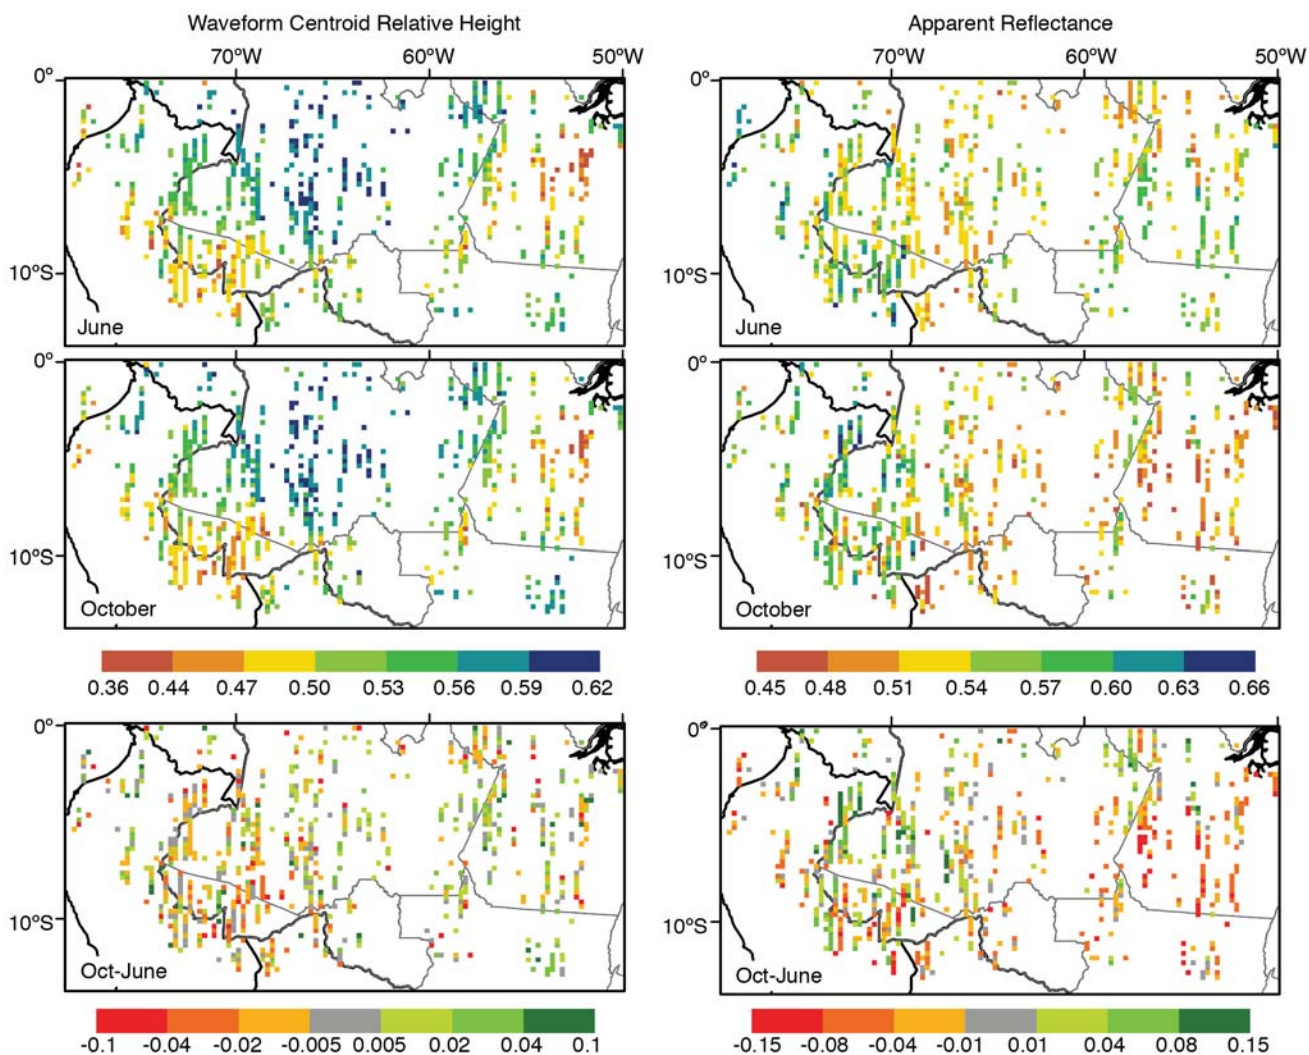 Waveform Centroid Relative Height
Apparent Reflectance
70ºW 60ºW 50ºW
70ºW 60ºW 50ºW
0º
10ºS
June
0º
10ºS
June
0º
10ºS
October
0º
10ºS
October
0.36 0.44 0.47 0.50 0.53 0.56 0.59 0.62
0.45 0.48 0.51 0.54 0.57 0.60 0.63 0.66
0º
10ºS
Oct-June
0º
10ºS
Oct-June
-0.1 -0.04 -0.02 -0.005 0.005 0.02 0.04 0.1
-0.15 -0.08 -0.04 -0.01 0.01 0.04 0.08 0.15